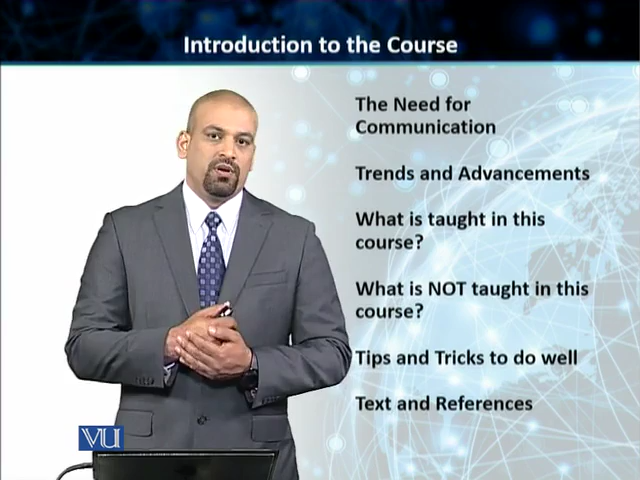 Introduction to the Course
The Need for
Communication
Trends and Advancements
What is taught in this
course?
What is NOT taught in this
course?
Tips and Tricks to do well
Text and References
VU